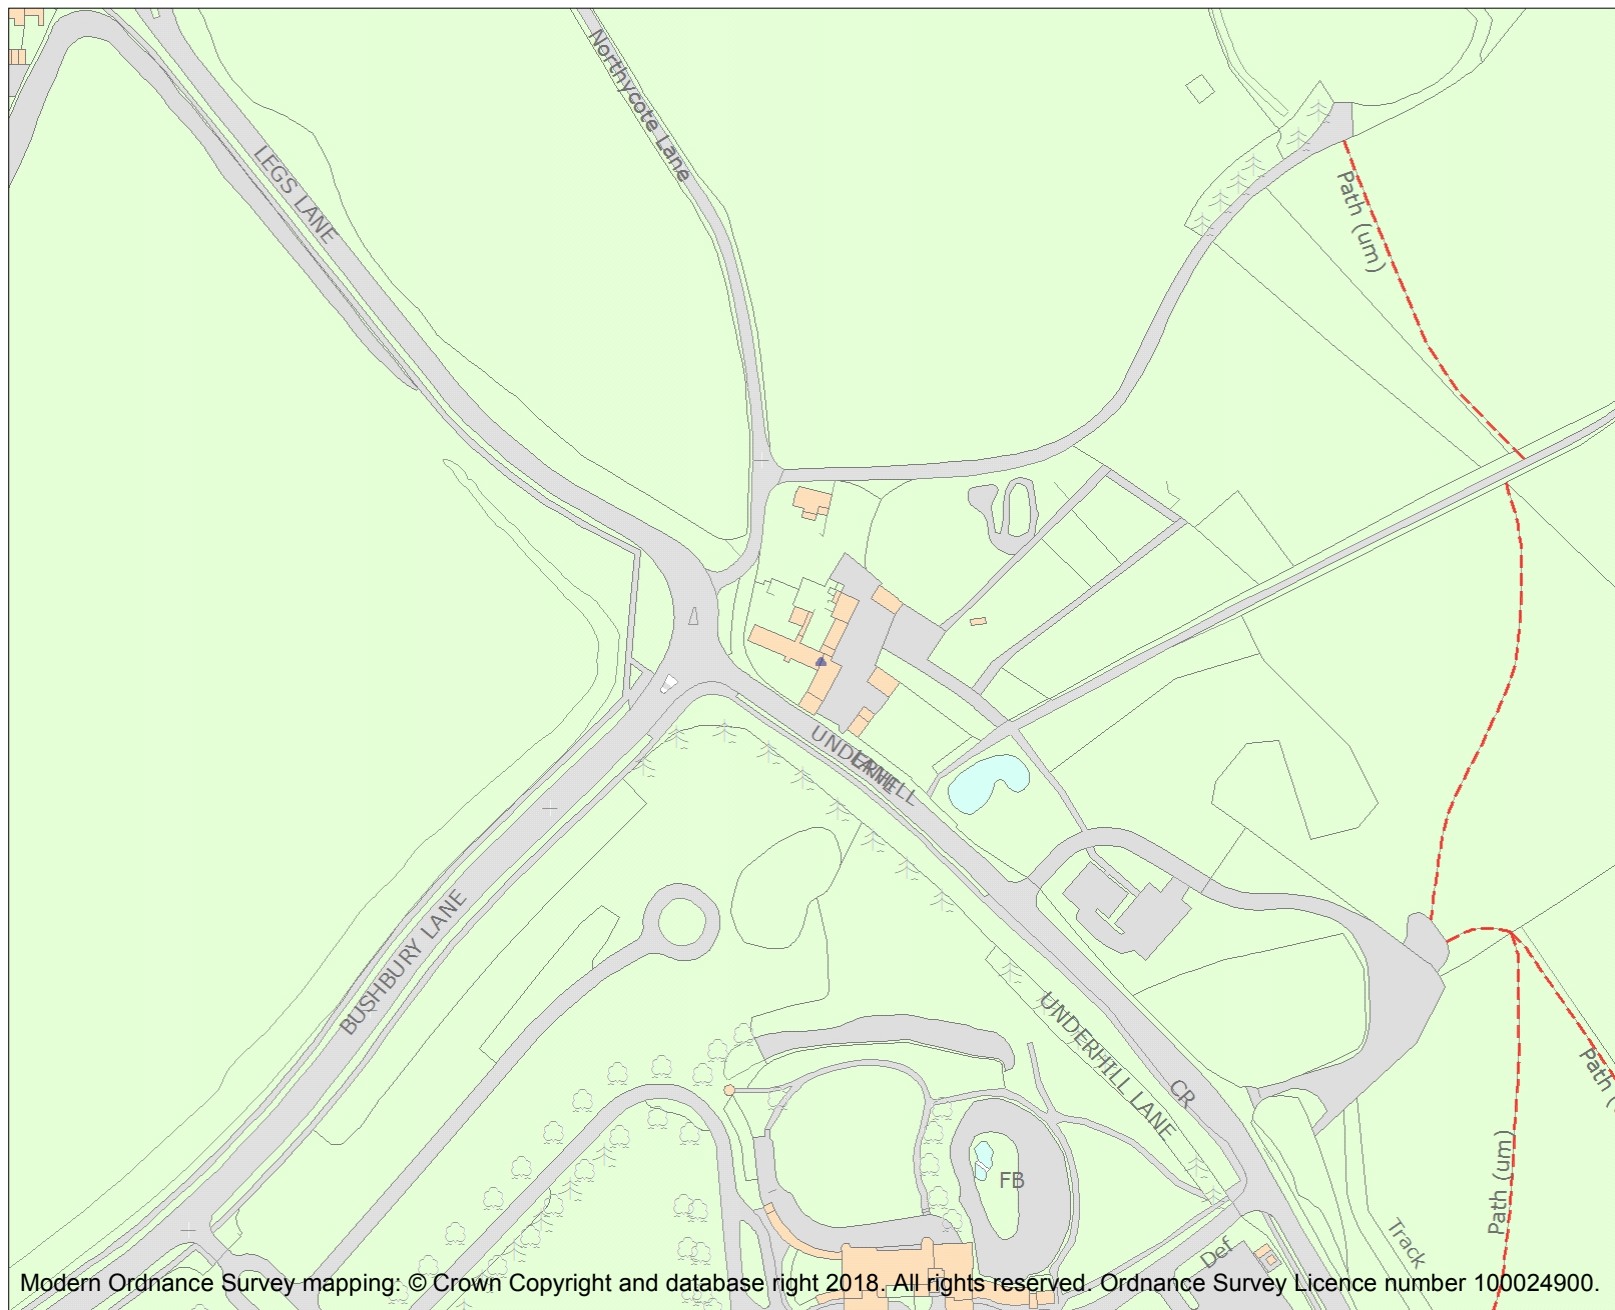 Northycote Lane
LEGS LANE
Path (um)
UNDERHILL
LANE
BUSHBURY LANE
UNDERHILL LANE
CR
Path (
FB
Path (um)
Track
Def
Modern Ordnance Survey mapping: © Crown Copyright and database right 2018. All rights reserved. Ordnance Survey Licence number 100024900.